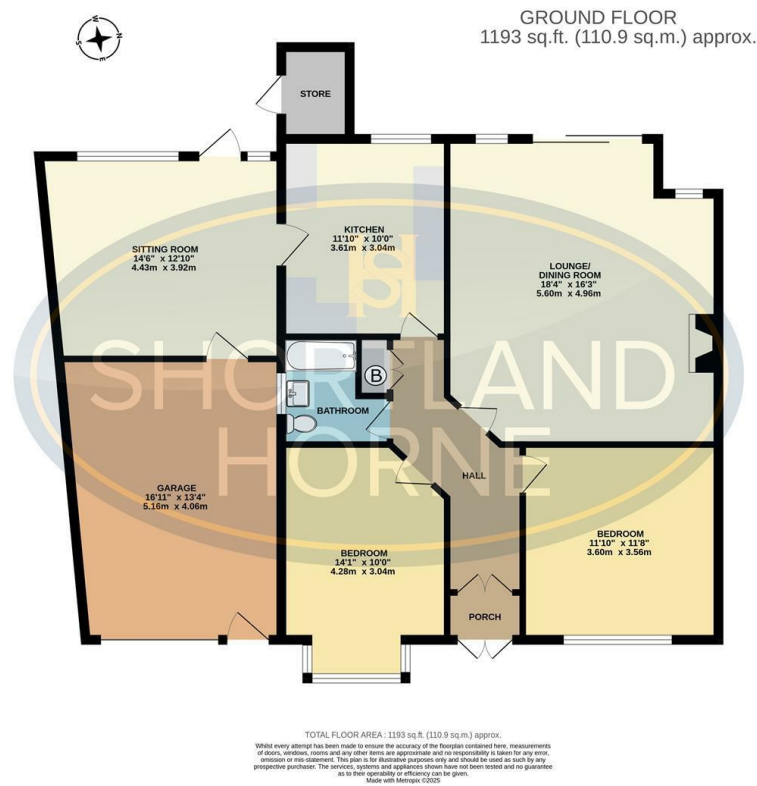 GROUND FLOOR
1193 sq.ft. (110.9 sq.m.) approx.
W
N
S
E
STORE
SITTING ROOM
14'6" x 12'10"
4.43m x 3.92m
KITCHEN
11'10" x 10'0"
3.61m x 3.04m
LOUNGE/
DINING ROOM
18'4" x 16'3"
5.60m x 4.96m
SHORTLAND
HORNE
B
BATHROOM
HALL
GARAGE
16'11" x 13'4"
5.16m x 4.06m
BEDROOM
14'1" x 10'0"
4.28m x 3.04m
BEDROOM
11'10" x 11'8"
3.60m x 3.56m
PORCH
TOTAL FLOOR AREA : 1193 sq.ft. (110.9 sq.m.) approx.
Whilst every attempt has been made to ensure the accuracy of the floorplan contained here, measurements
of doors, windows, rooms and any other items are approximate and no responsibility is taken for any error,
omission or mis-statement. This plan is for illustrative purposes only and should be used as such by any
prospective purchaser. The services, systems and appliances shown have not been tested and no guarantee
as to their operability or efficiency can be given.
Made with Metropix ©2025